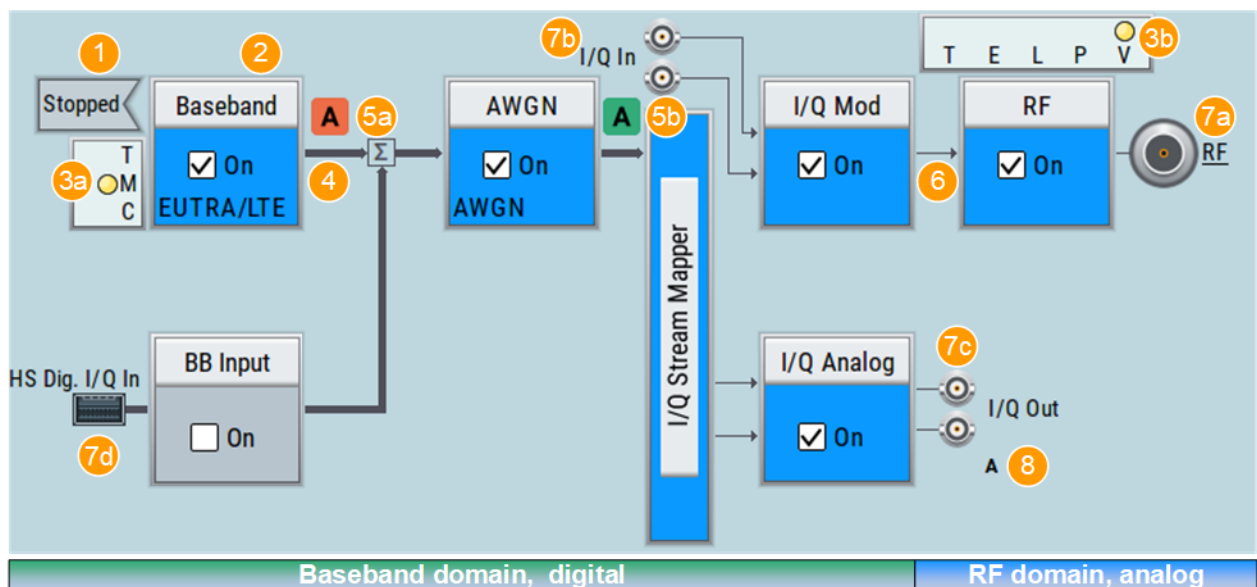 1
2
7b
I/Q In
T E L P V
3b
Stopped
Baseband
On
EUTRA/LTE
A
5a
Σ
AWGN
On
AWGN
A
5b
I/Q Mod
On
RF
On
7a
RF
T
M
C
3a
4
6
I/Q Stream Mapper
BB Input
On
HS Dig. I/Q In
7d
I/Q Analog
On
7c
I/Q Out
A
8
Baseband domain, digital
RF domain, analog